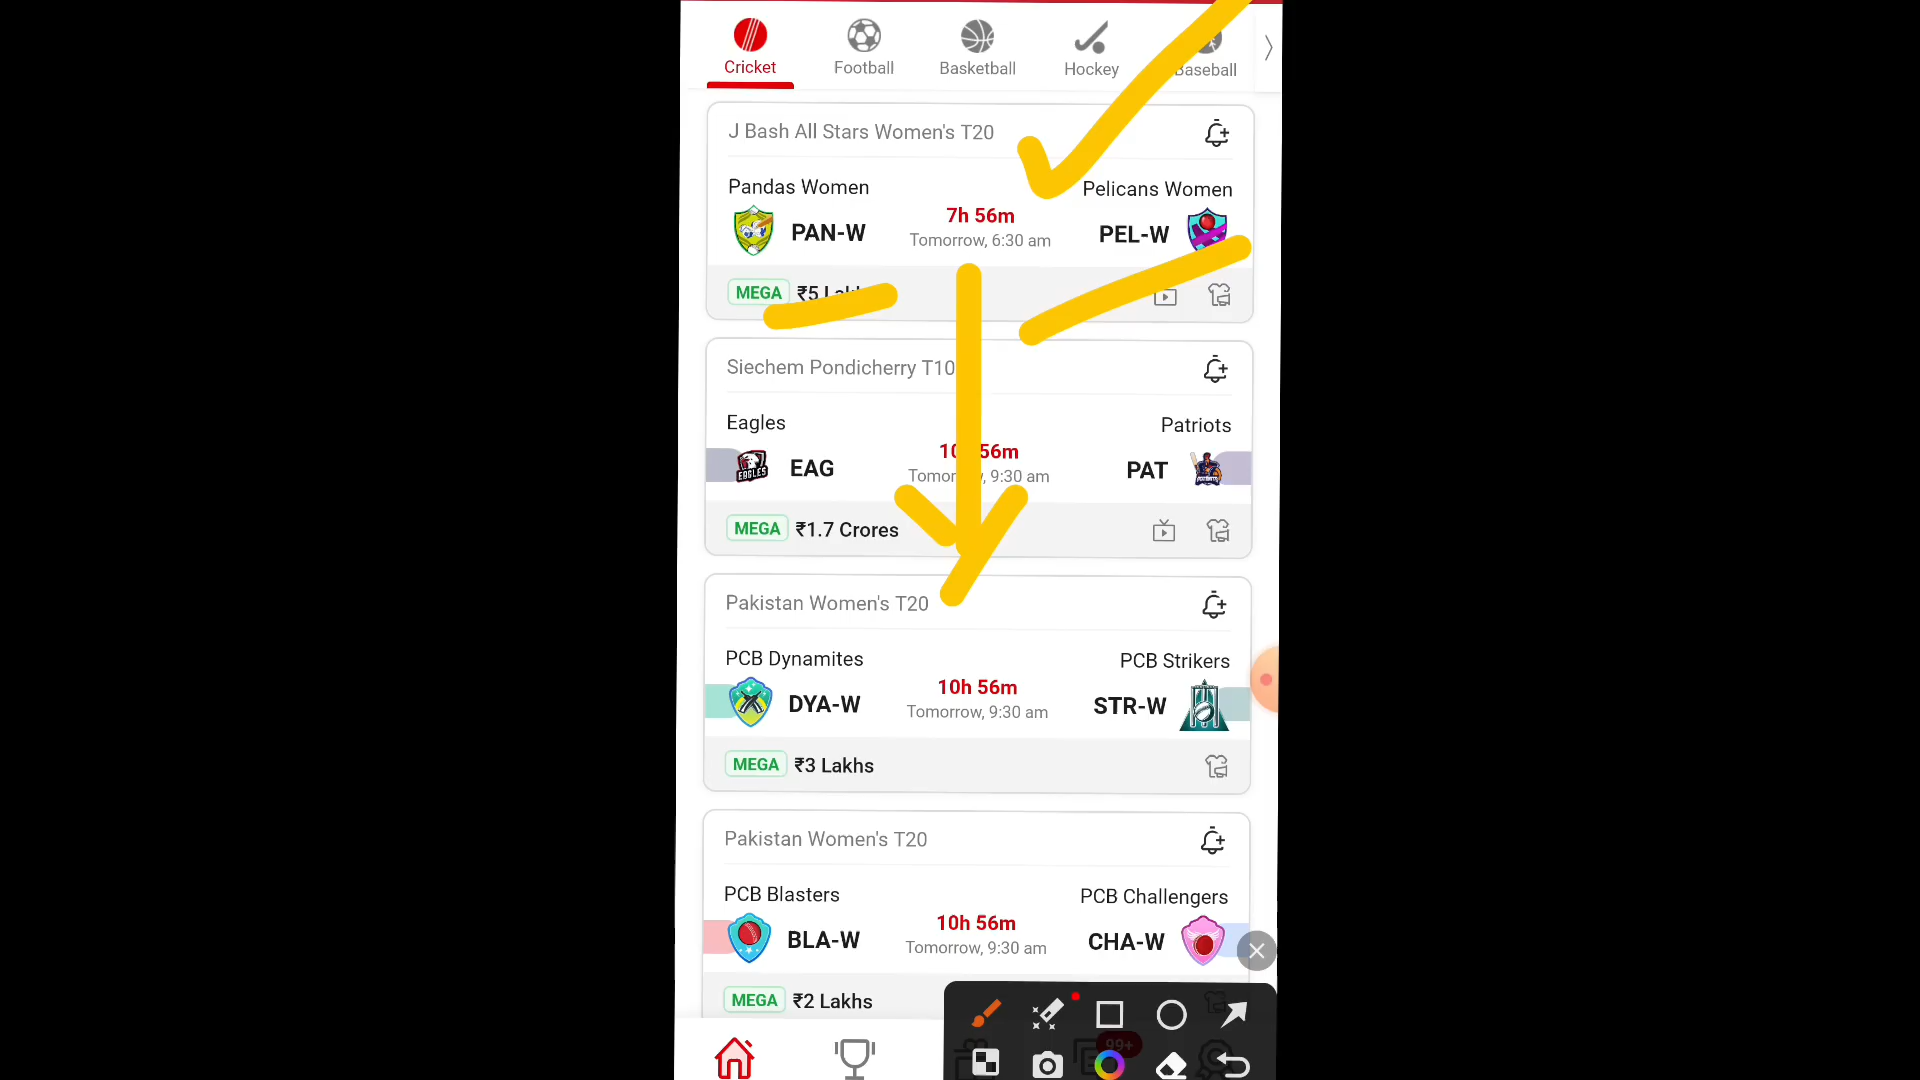 Cricket Football Basketball Hockey Baseball
J Bash All Stars Women's T20
Pandas Women Pelicans Women
PAN-W 7h 56m PEL-W
Tomorrow, 6:30 am
MEGA ₹5
Siechem Pondicherry T10
Eagles Patriots
EAG 56m PAT
9:30 am
EAGLES
MEGA ₹1.7 Crores
Pakistan Women's T20
PCB Dynamites PCB Strikers
DYA-W 10h 56m STR-W
Tomorrow, 9:30 am
MEGA ₹3 Lakhs
Pakistan Women's T20
PCB Blasters PCB Challengers
BLA-W 10h 56m CHA-W
Tomorrow, 9:30 am
MEGA ₹2 Lakhs
99+